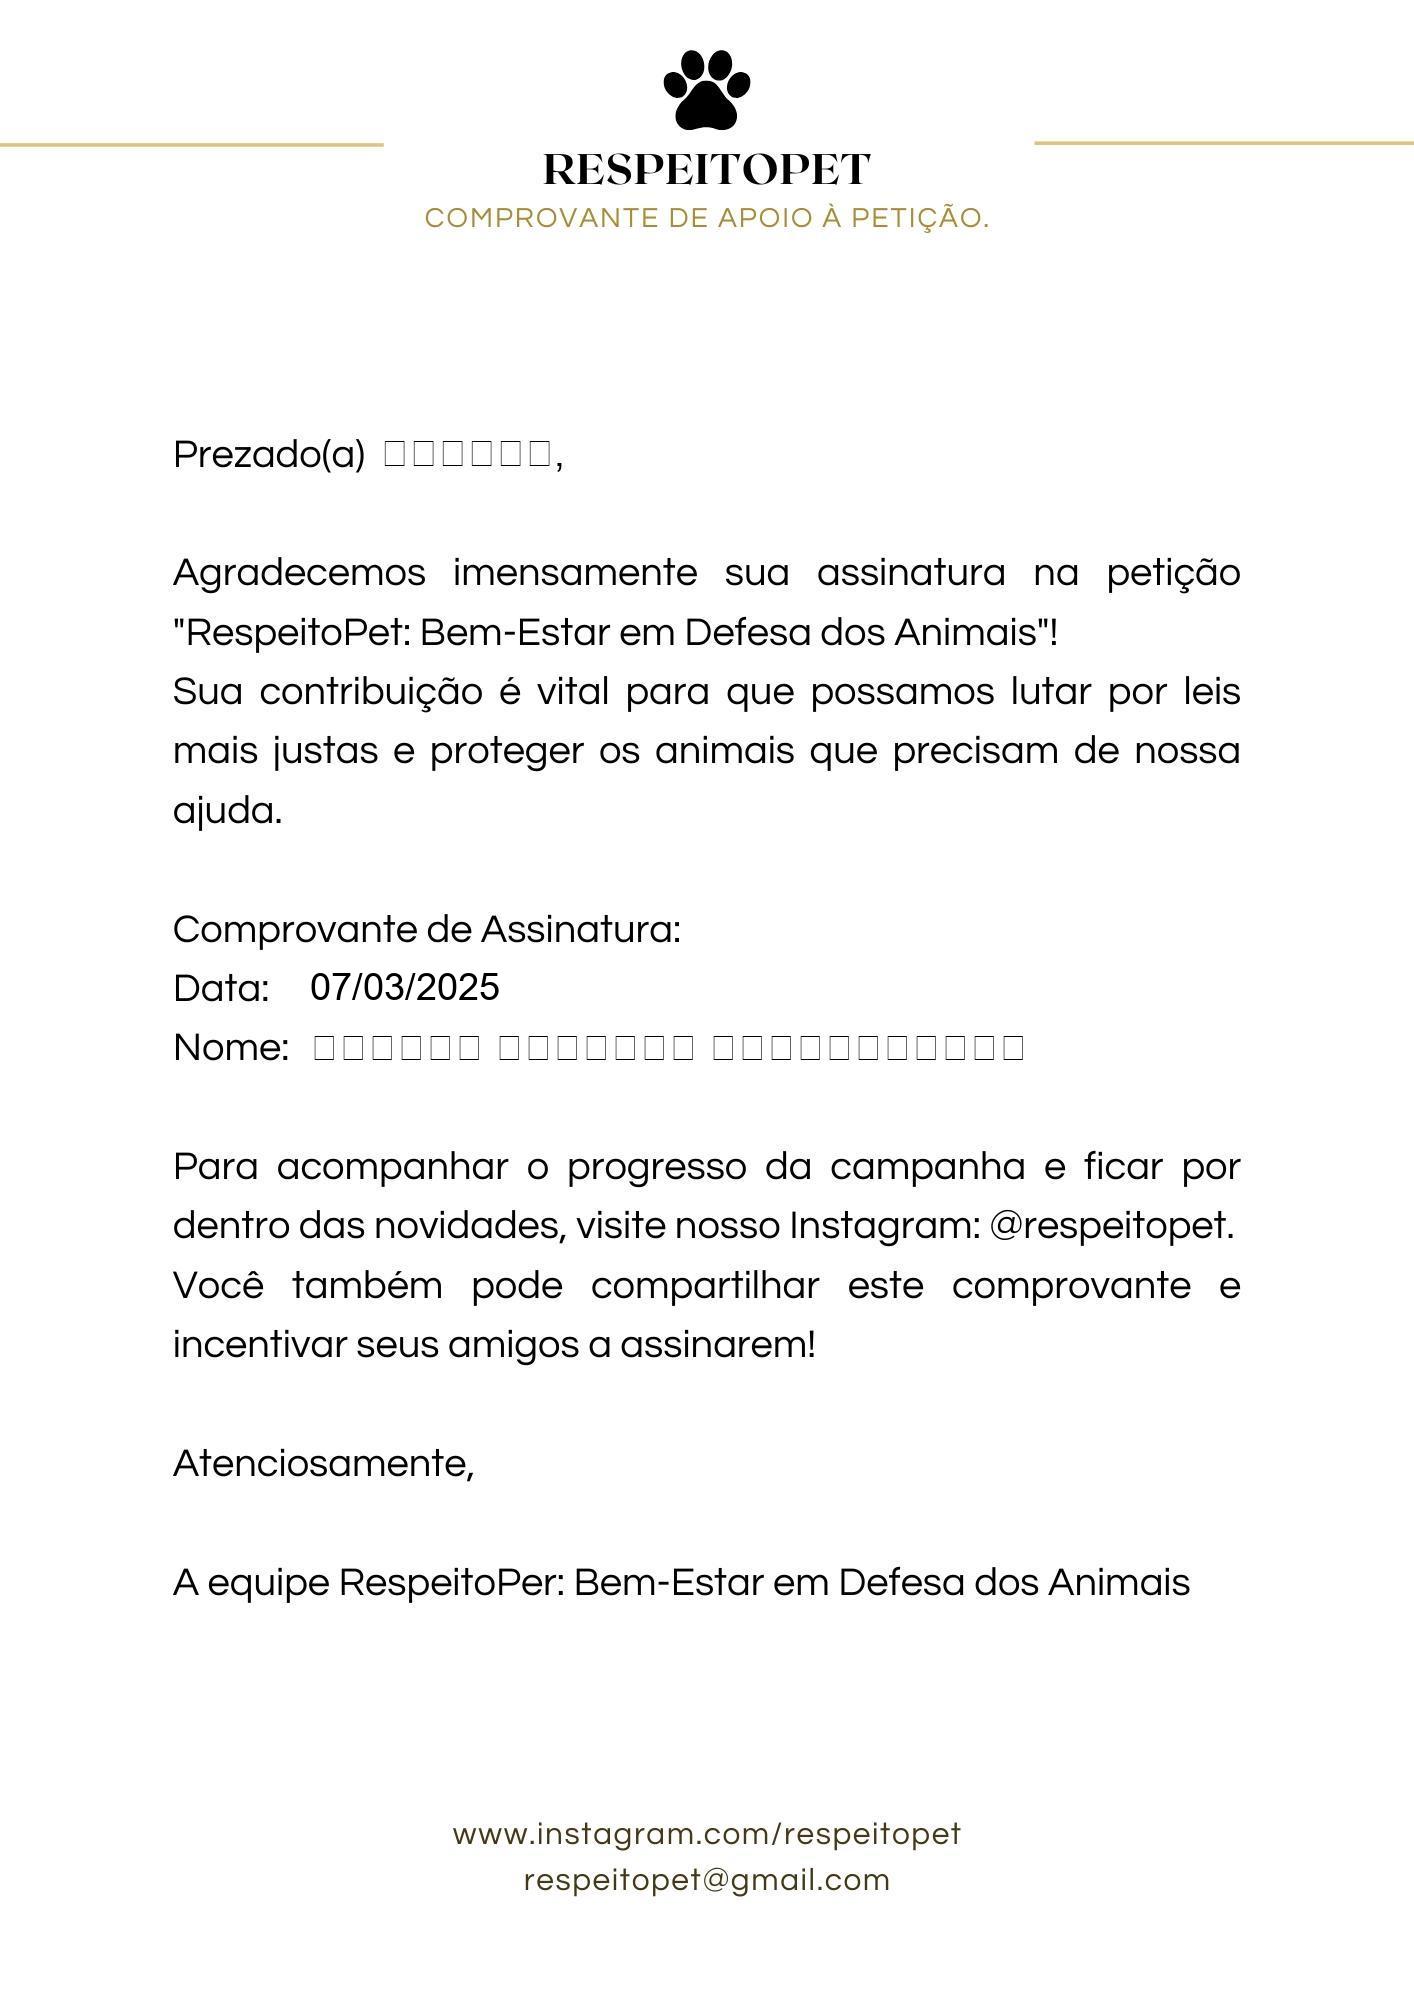 RESPEITOPET
COMPROVANTE DE APOIO À PETIÇÃO.
Prezado(a) ,
Agradecemos imensamente sua assinatura na petição
"RespeitoPet: Bem-Estar em Defesa dos Animais"!
Sua contribuição é vital para que possamos lutar por leis
mais justas e proteger os animais que precisam de nossa
ajuda.
Comprovante de Assinatura:
Data: 07/03/2025
Nome:
Para acompanhar o progresso da campanha e ficar por
dentro das novidades, visite nosso Instagram: @respeitopet.
Você também pode compartilhar este comprovante e
incentivar seus amigos a assinarem!
Atenciosamente,
A equipe RespeitoPer: Bem-Estar em Defesa dos Animais
www.instagram.com/respeitopet
respeitopet@gmail.com